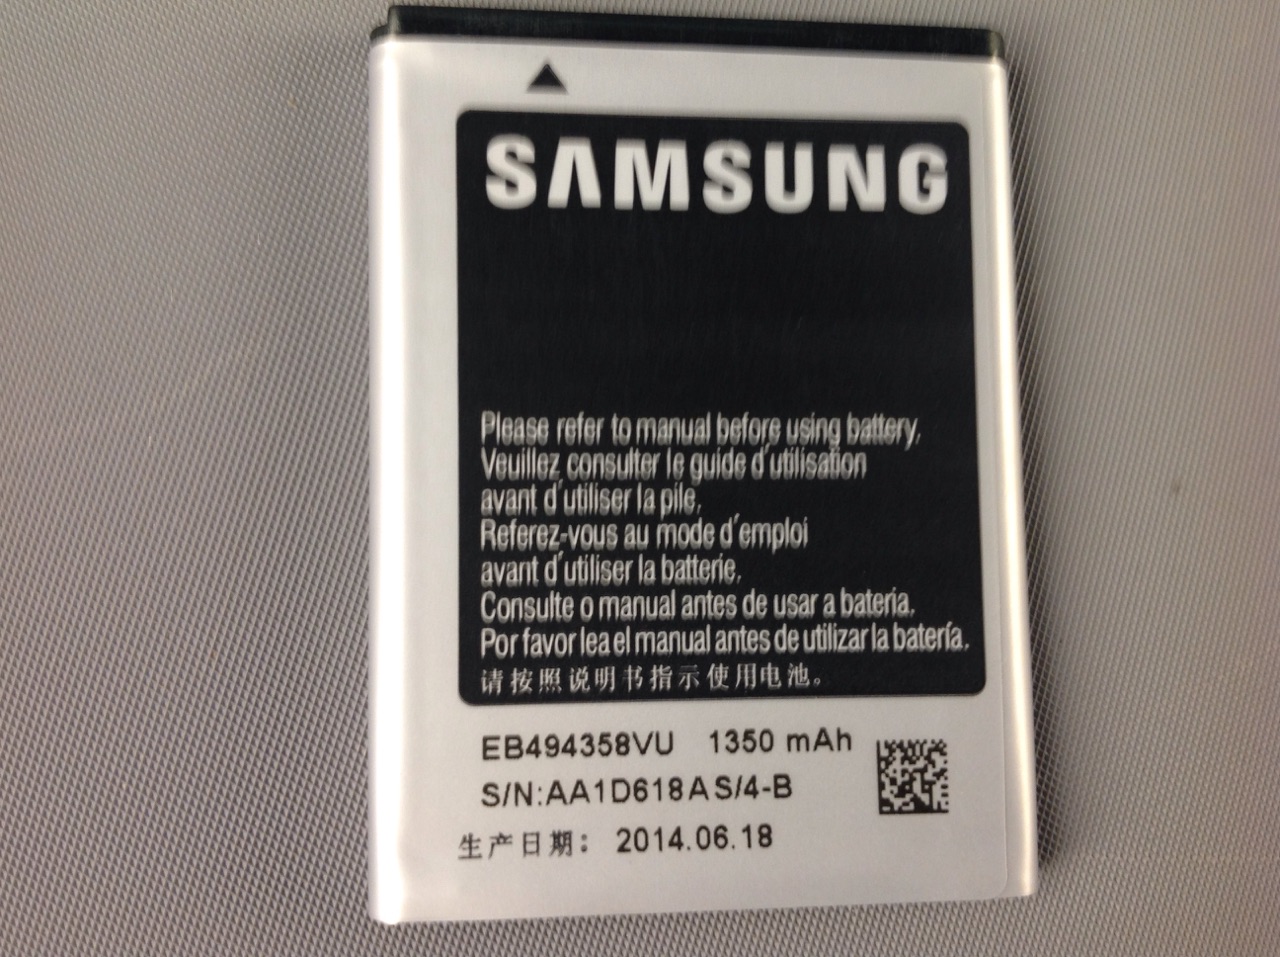 SAMSUNG
Please refer to manual before using battery.
Veuillez consulter le guide d'utilisation
avant d'utiliser la pile.
Referez-vous au mode d'emploi
avant d'utiliser la batterie.
Consulte o manual antes de usar a bateria.
Por favor lea el manual antes de utilizar la batería.
请按照说明书指示使用电池。
EB494358VU 1350 mAh
S/N:AA1D618AS/4-B
生产日期: 2014.06.18